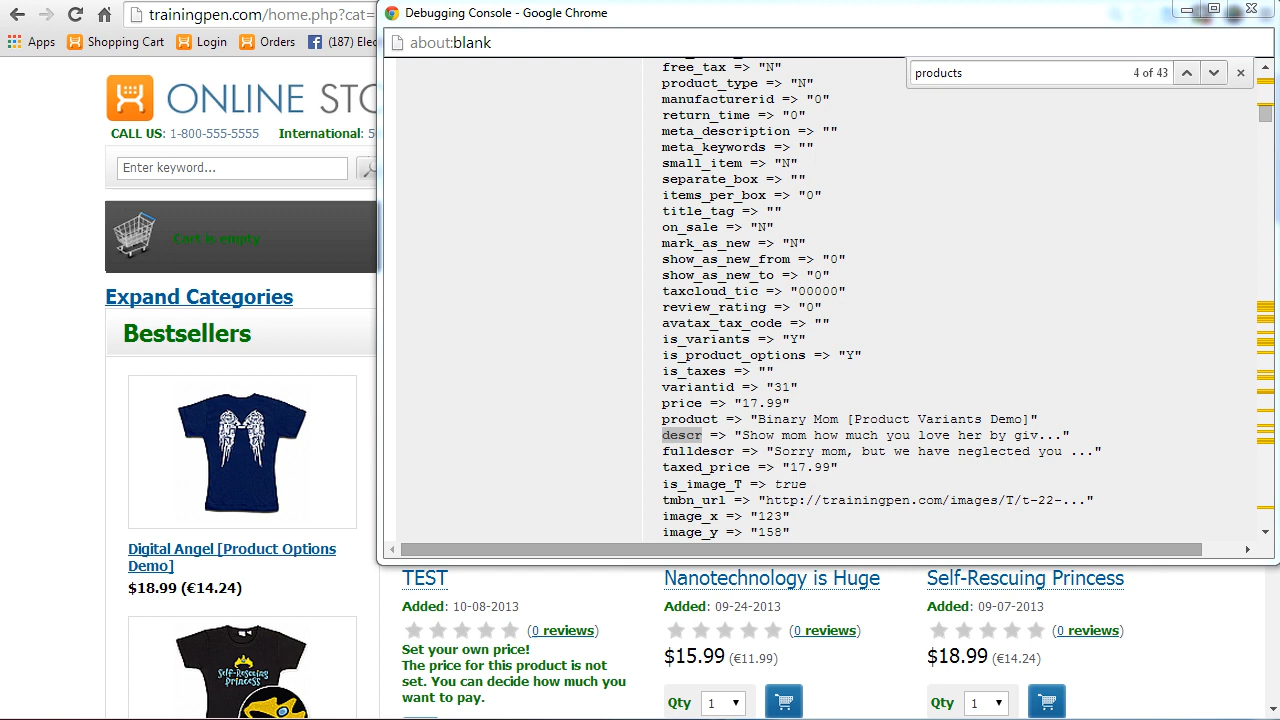 trainingpen.com/home.php?cat=
Apps Shopping Cart Login Orders (187) Elec
ONLINE STO
CALL US: 1-800-555-5555 International: 5
Enter keyword...
Cart is empty
Expand Categories
Bestsellers
Digital Angel [Product Options
Demo]
$18.99 (€14.24)
SELF-RESCUING
PRINCESS
Debugging Console - Google Chrome
about:blank
products 4 of 43
free_tax => "N"
product_type => "N"
manufacturerid => "0"
return_time => "0"
meta_description => ""
meta_keywords => ""
small_item => "N"
separate_box => ""
items_per_box => "0"
title_tag => ""
on_sale => "N"
mark_as_new => "N"
show_as_new_from => "0"
show_as_new_to => "0"
taxcloud_tic => "00000"
review_rating => "0"
avatax_tax_code => ""
is_variants => "Y"
is_product_options => "Y"
is_taxes => ""
variantid => "31"
price => "17.99"
product => "Binary Mom [Product Variants Demo]"
descr => "Show mom how much you love her by giv..."
fulldescr => "Sorry mom, but we have neglected you ..."
taxed_price => "17.99"
is_image_T => true
tmbn_url => "http://trainingpen.com/images/T/t-22-..."
image_x => "123"
image_y => "158"
TEST
Added: 10-08-2013
(0 reviews)
Set your own price!
The price for this product is not
set. You can decide how much you
want to pay.
Nanotechnology is Huge
Added: 09-24-2013
(0 reviews)
$15.99 (€11.99)
Qty 1
Self-Rescuing Princess
Added: 09-07-2013
(0 reviews)
$18.99 (€14.24)
Qty 1